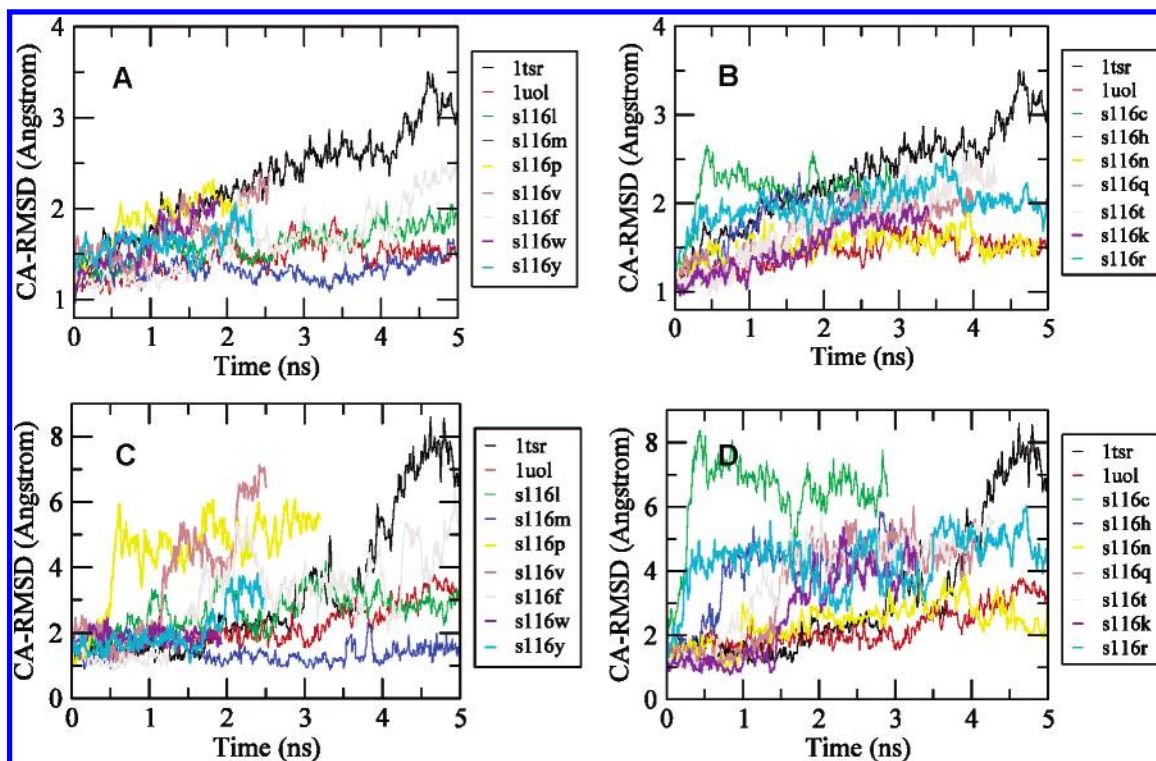 A
CA-RMSD (Angstrom)
4
3
2
1
0 1 2 3 4 5
Time (ns)
1tsr
1uol
s116l
s116m
s116p
s116v
s116f
s116w
s116y
B
CA-RMSD (Angstrom)
4
3
2
1
0 1 2 3 4 5
Time (ns)
1tsr
1uol
s116c
s116h
s116n
s116q
s116t
s116k
s116r
C
CA-RMSD (Angstrom)
8
6
4
2
0
0 1 2 3 4 5
Time (ns)
1tsr
1uol
s116l
s116m
s116p
s116v
s116f
s116w
s116y
D
CA-RMSD (Angstrom)
8
6
4
2
0
0 1 2 3 4 5
Time (ns)
1tsr
1uol
s116c
s116h
s116n
s116q
s116t
s116k
s116r